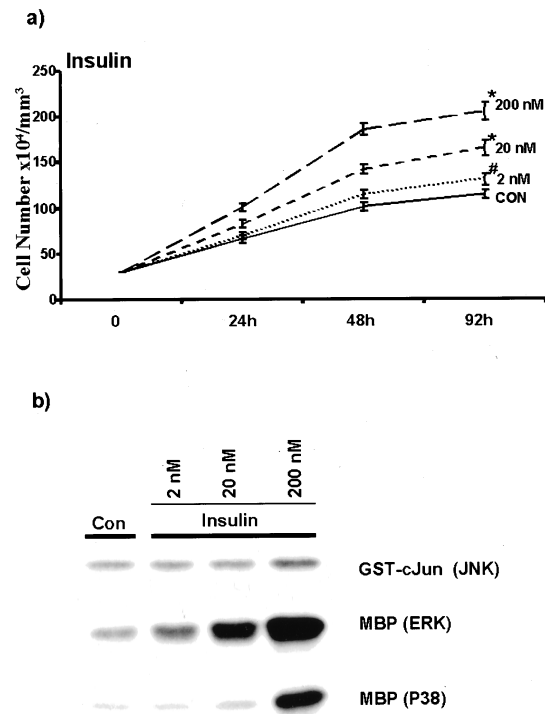 a)
Insulin
Cell Number x10⁴/mm³
250
200
150
100
50
0
* 200 nM
* 20 nM
# 2 nM
CON
0 24h 48h 92h
b)
2 nM 20 nM 200 nM
Con Insulin
GST-cJun (JNK)
MBP (ERK)
MBP (P38)